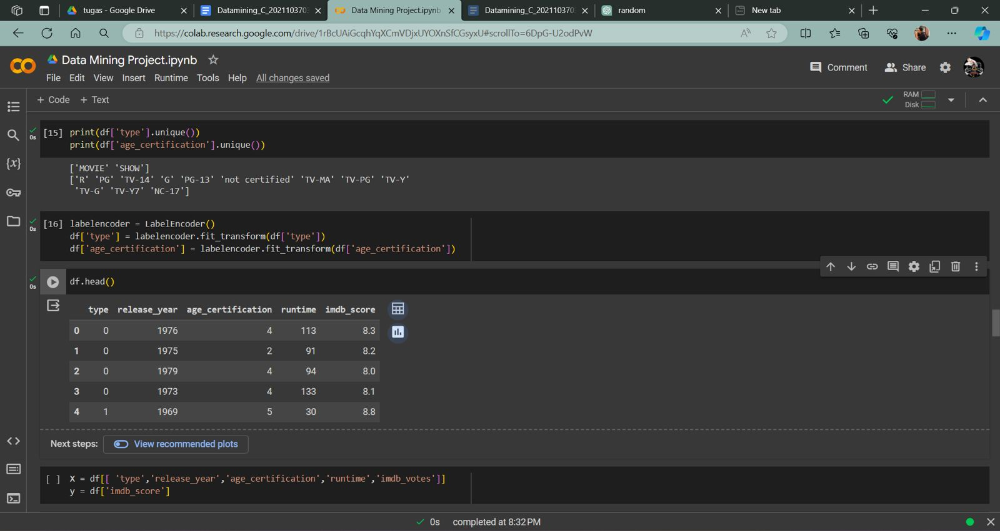 tugas - Google Drive
Datamining_C_202110370
Data Mining Project.ipynb
Datamining_C_202110370
random
New tab
https://colab.research.google.com/drive/1rBcUAiGcqhYqXCmVDjxUYOXnSfCGsyxU#scrollTo=6DpG-U2odPvW
Data Mining Project.ipynb
Comment
Share
File Edit View Insert Runtime Tools Help All changes saved
+ Code + Text
RAM
Disk
0s
[15] print(df['type'].unique())
print(df['age_certification'].unique())
['MOVIE' 'SHOW']
['R' 'PG' 'TV-14' 'G' 'PG-13' 'not certified' 'TV-MA' 'TV-PG' 'TV-Y'
'TV-G' 'TV-Y7' 'NC-17']
0s
[16] labelencoder = LabelEncoder()
df['type'] = labelencoder.fit_transform(df['type'])
df['age_certification'] = labelencoder.fit_transform(df['age_certification'])
0s
df.head()
type release_year age_certification runtime imdb_score
0 0 1976 4 113 8.3
1 0 1975 2 91 8.2
2 0 1979 4 94 8.0
3 0 1973 4 133 8.1
4 1 1969 5 30 8.8
Next steps: View recommended plots
[ ] X = df[[ 'type','release_year','age_certification','runtime','imdb_votes']]
y = df['imdb_score']
0s completed at 8:32 PM